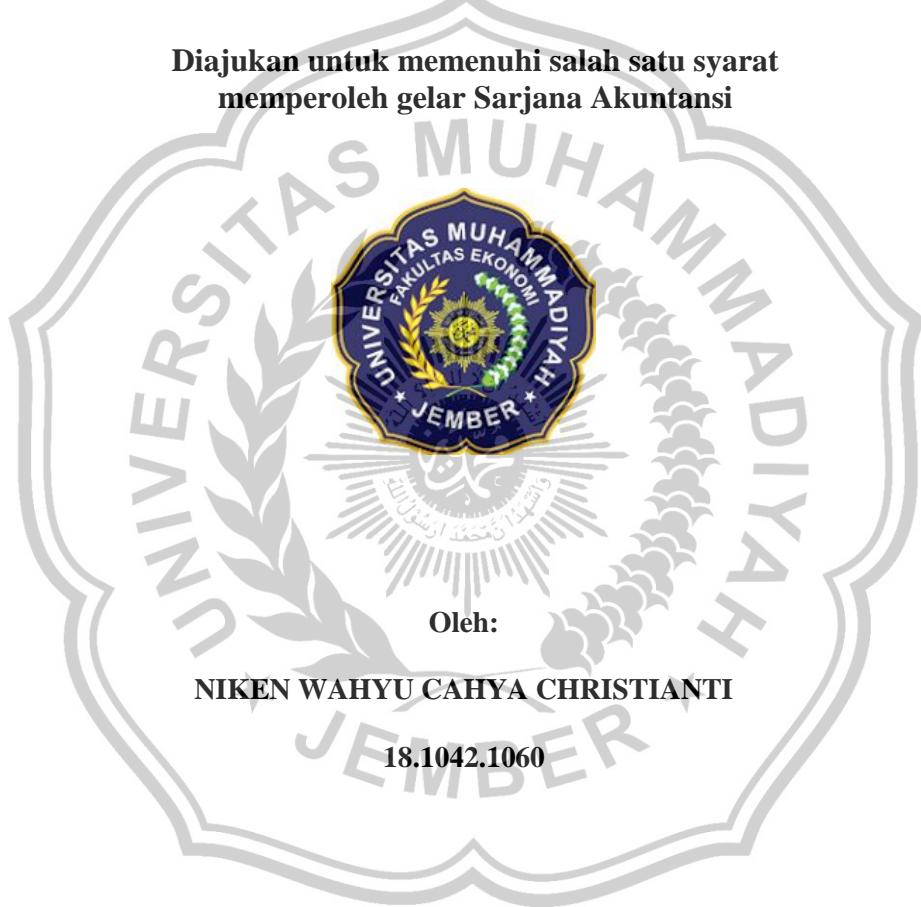 Diajukan untuk memenuhi salah satu syarat
memperoleh gelar Sarjana Akuntansi
UNIVERSITAS MUHAMMADIYAH
FAKULTAS EKONOMI
* JEMBER *
Oleh:
NIKEN WAHYU CAHYA CHRISTIANTI
18.1042.1060
UNIVERSITAS MUHAMMADIYAH
* JEMBER *